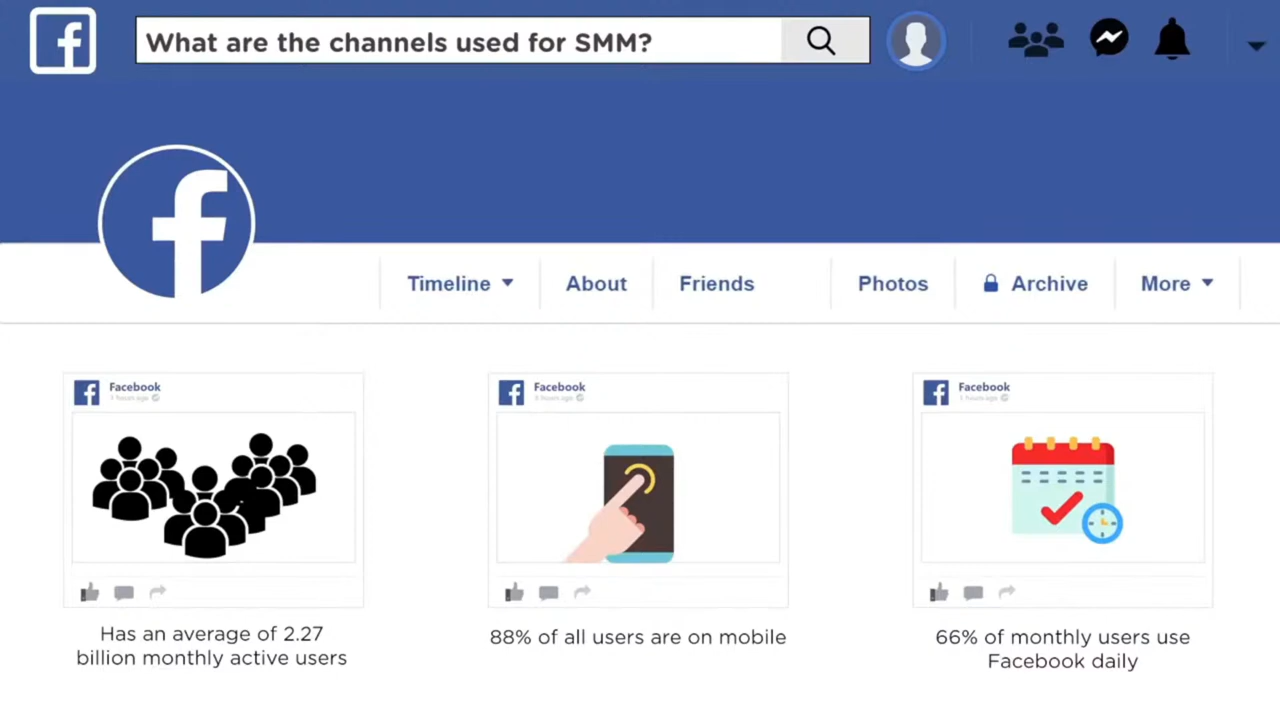 What are the channels used for SMM?
Timeline
About
Friends
Photos
Archive
More
Facebook
Facebook
Facebook
Has an average of 2.27
billion monthly active users
88% of all users are on mobile
66% of monthly users use
Facebook daily